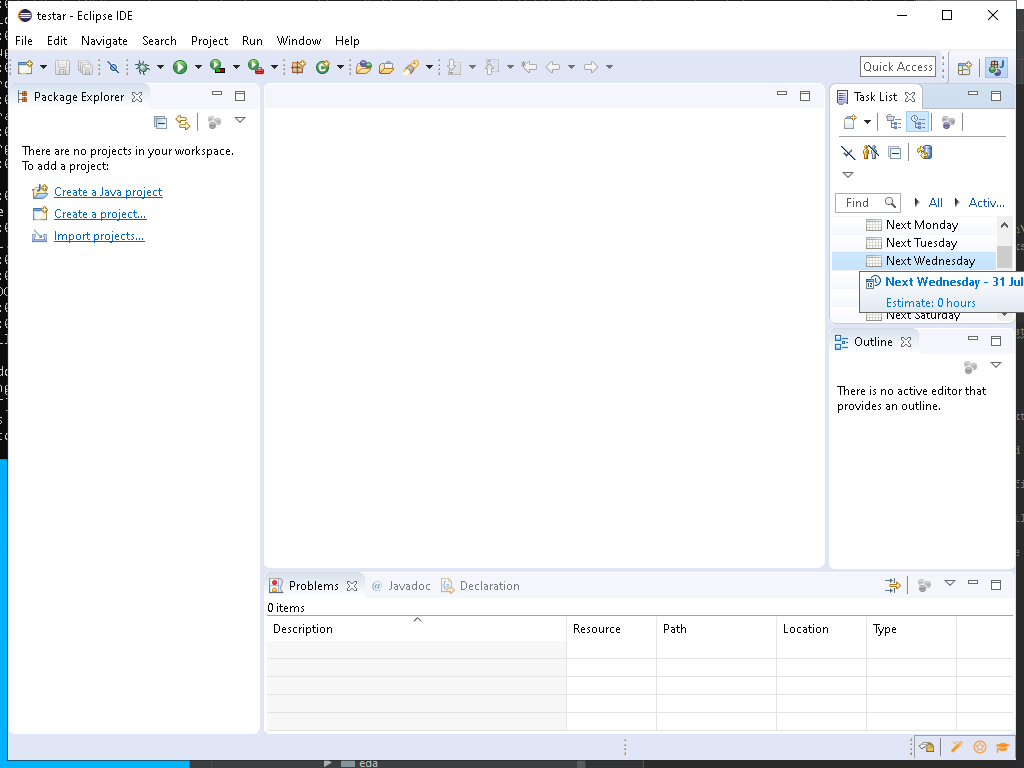 testar - Eclipse IDE
File Edit Navigate Search Project Run Window Help
Quick Access
Package Explorer
There are no projects in your workspace.
To add a project:
Create a Java project
Create a project...
Import projects...
Task List
Find
All
Activ...
Next Monday
Next Tuesday
Next Wednesday
Next Wednesday - 31 Jul
Estimate: 0 hours
Next Saturday
Outline
There is no active editor that
provides an outline.
Problems
@ Javadoc
Declaration
0 items
Description Resource Path Location Type
eda